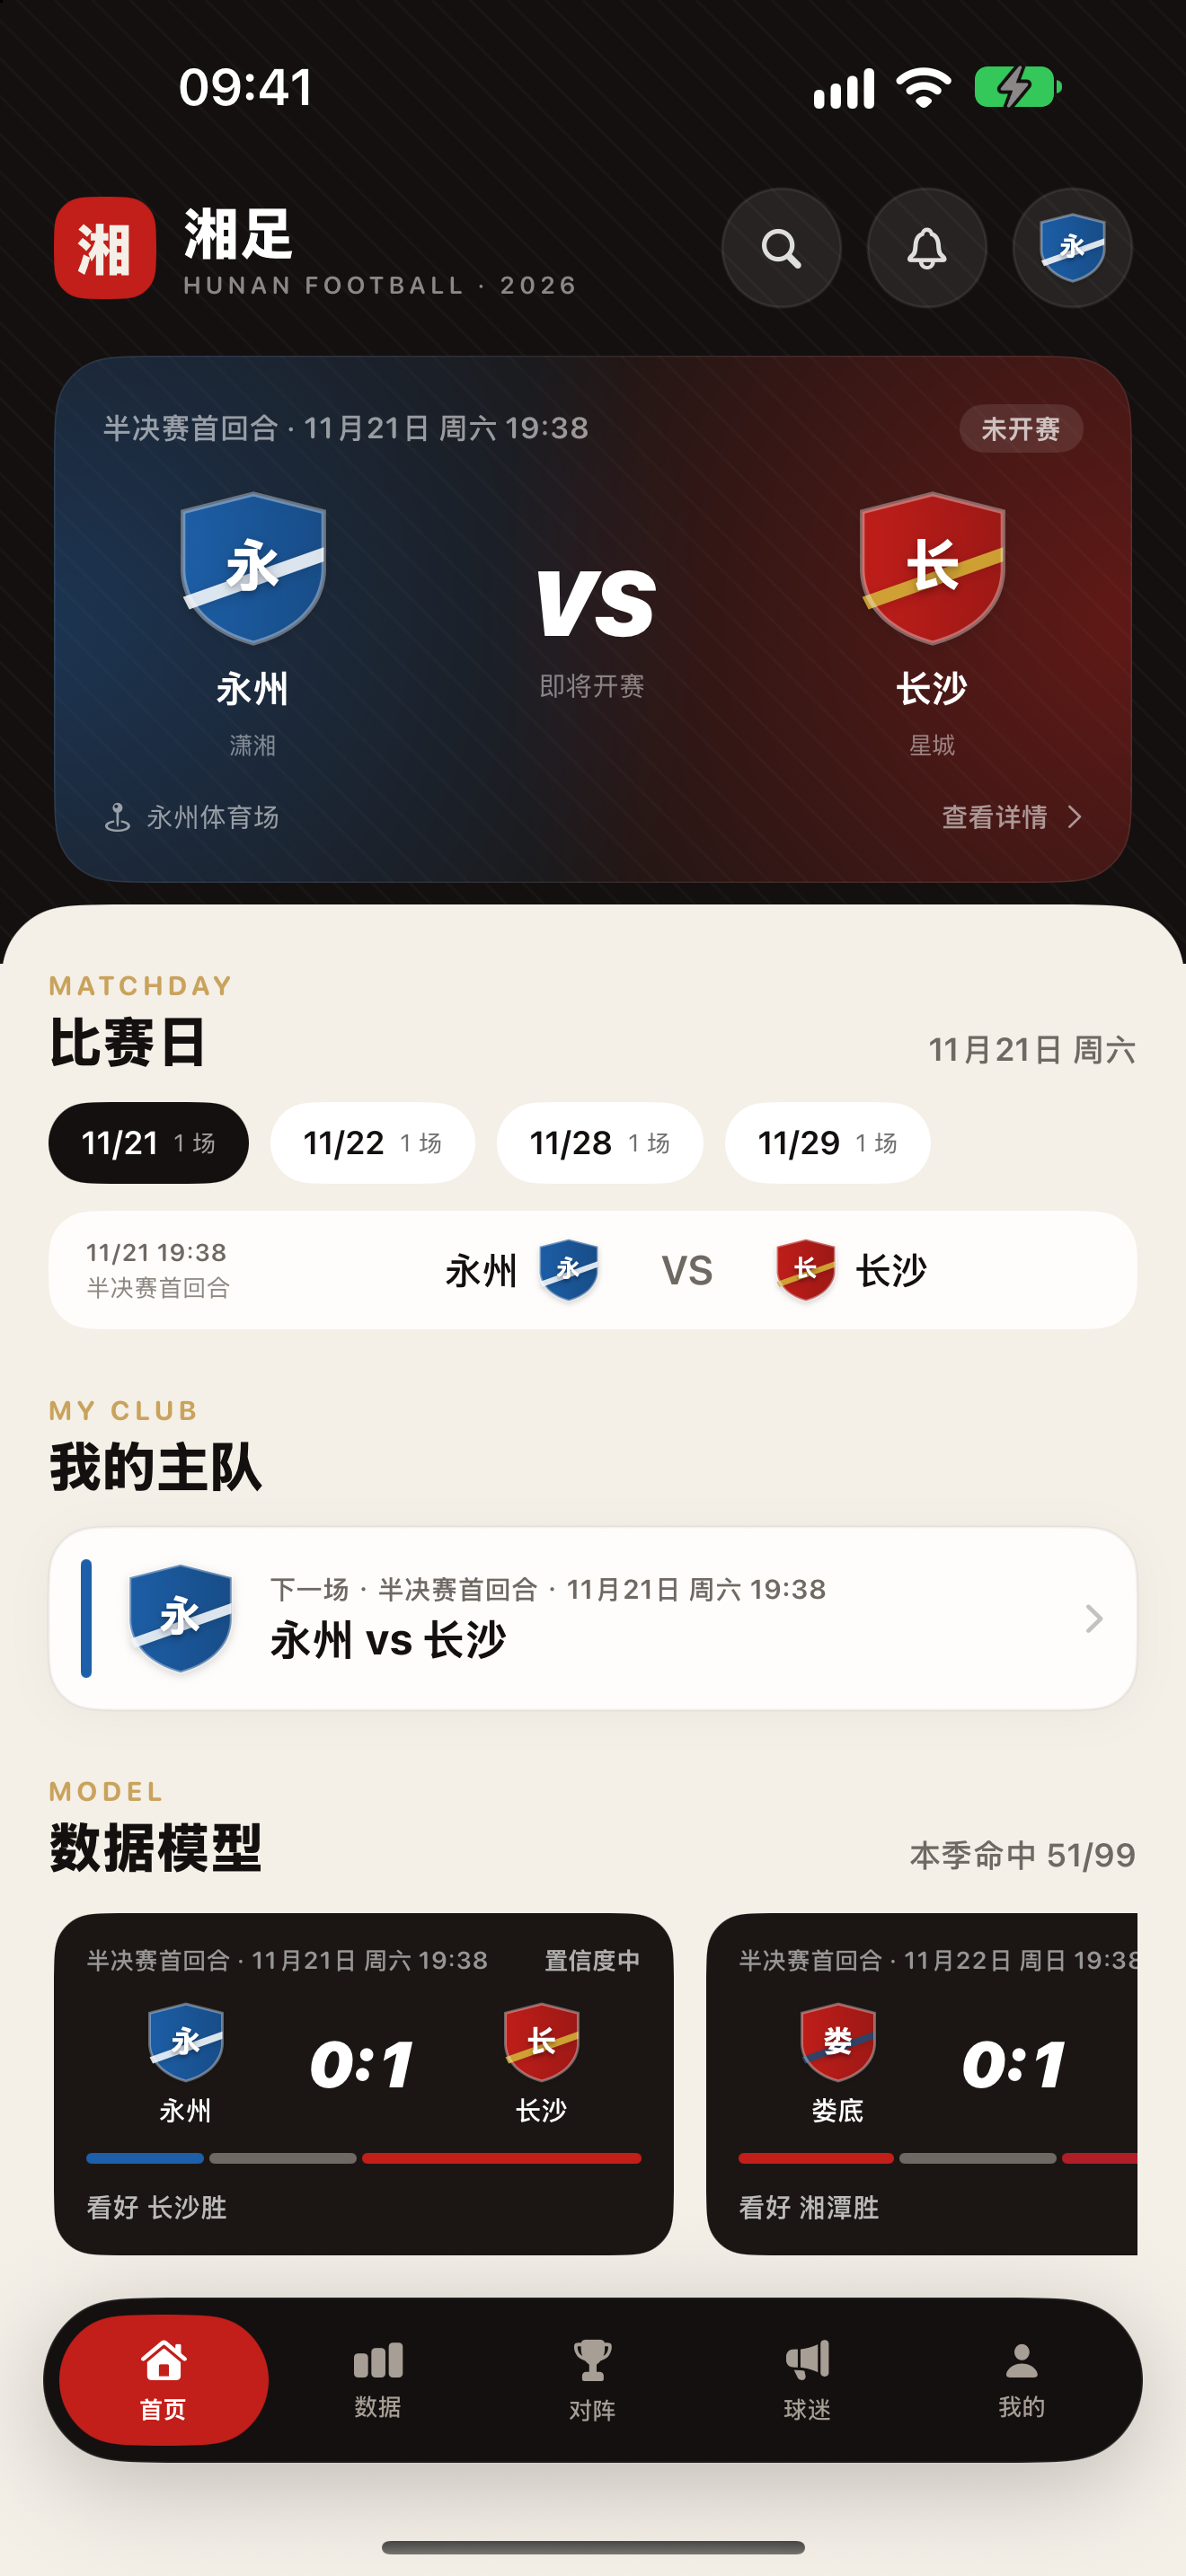 09:41
湘
湘足
HUNAN FOOTBALL · 2026
永
半决赛首回合 · 11月21日 周六 19:38
未开赛
永
VS
长
永州
即将开赛
长沙
潇湘
星城
永州体育场
查看详情
MATCHDAY
比赛日
11月21日 周六
11/21 1 场
11/22 1 场
11/28 1 场
11/29 1 场
11/21 19:38
半决赛首回合
永州 永 VS 长 长沙
MY CLUB
我的主队
永
下一场 · 半决赛首回合 · 11月21日 周六 19:38
永州 vs 长沙
MODEL
数据模型
本季命中 51/99
半决赛首回合 · 11月21日 周六 19:38 置信度中
永 0:1 长
永州 长沙
看好 长沙胜
半决赛首回合 · 11月22日 周日 19:38
娄 0:1
娄底
看好 湘潭胜
首页
数据
对阵
球迷
我的